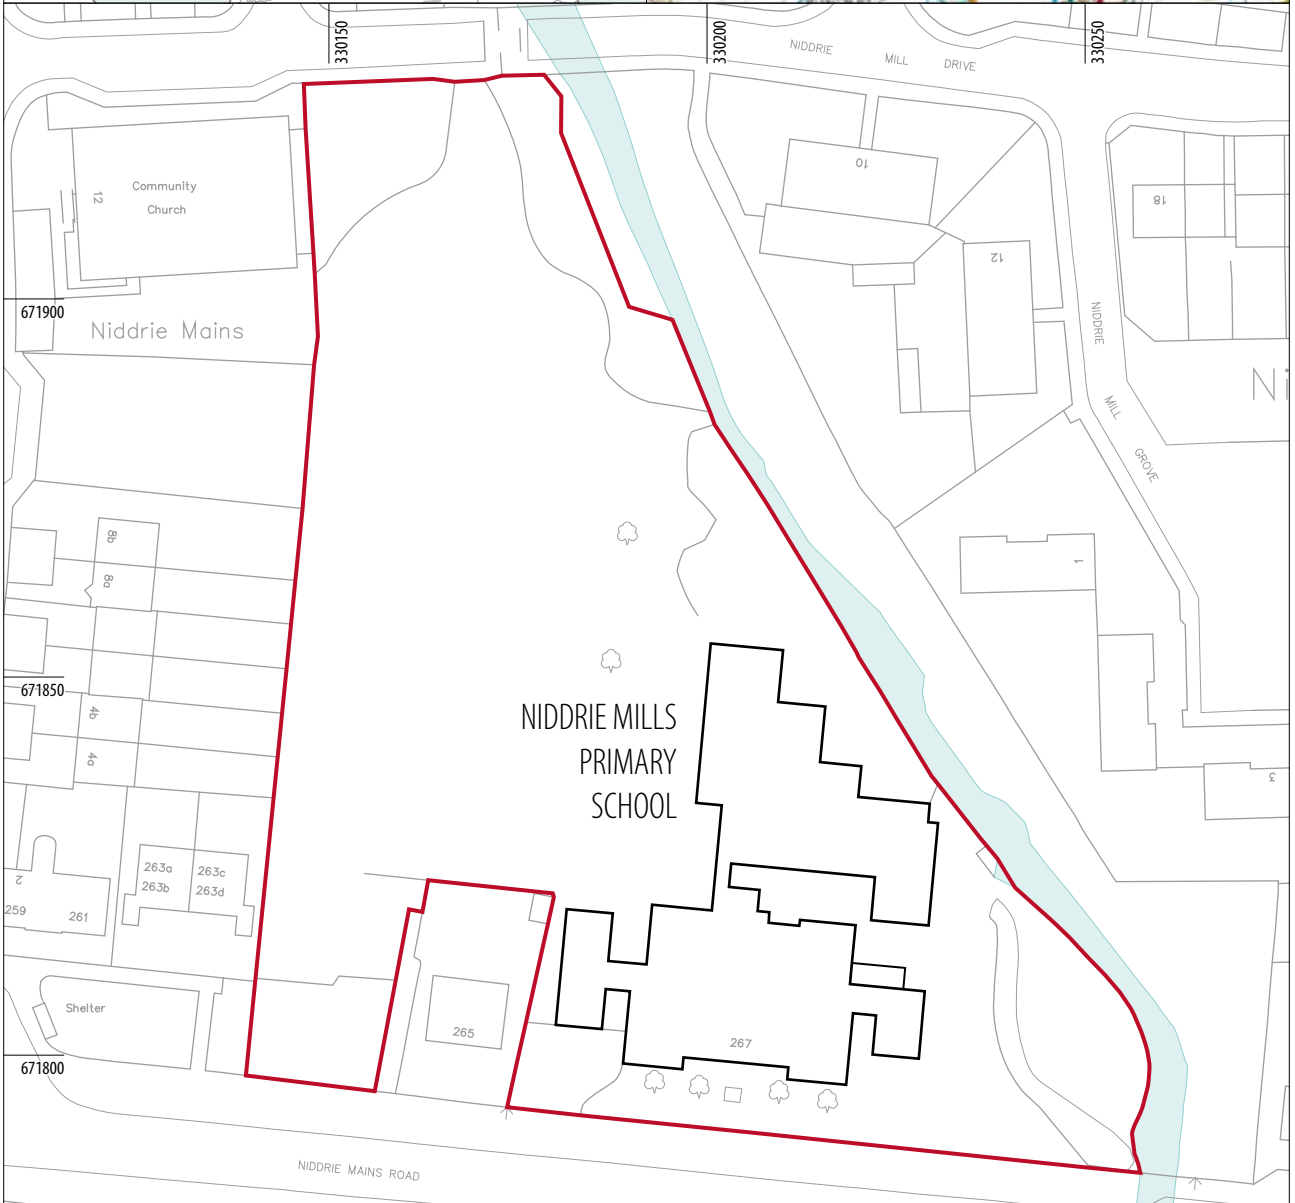 330150
330200
330250
NIDDRIE MILL DRIVE
10
18
12
Community
Church
12
671900
Niddrie Mains
NIDDRIE MILL GROVE
Ni
8b
8a
1
671850
4b
4a
NIDDRIE MILLS
PRIMARY
SCHOOL
3
263a
263b
263c
263d
2
259
261
Shelter
265
267
671800
NIDDRIE MAINS ROAD